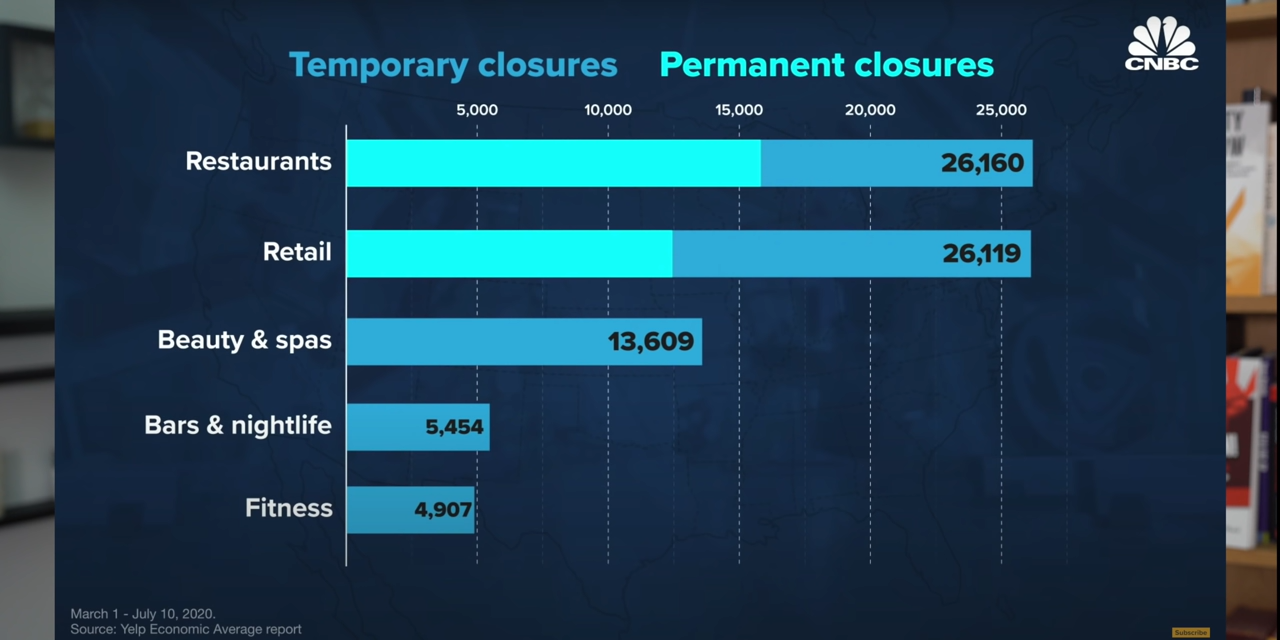 CNBC
Temporary closures Permanent closures
5,000 10,000 15,000 20,000 25,000
Restaurants 26,160
Retail 26,119
Beauty & spas 13,609
Bars & nightlife 5,454
Fitness 4,907
March 1 - July 10, 2020.
Source: Yelp Economic Average report
Subscribe